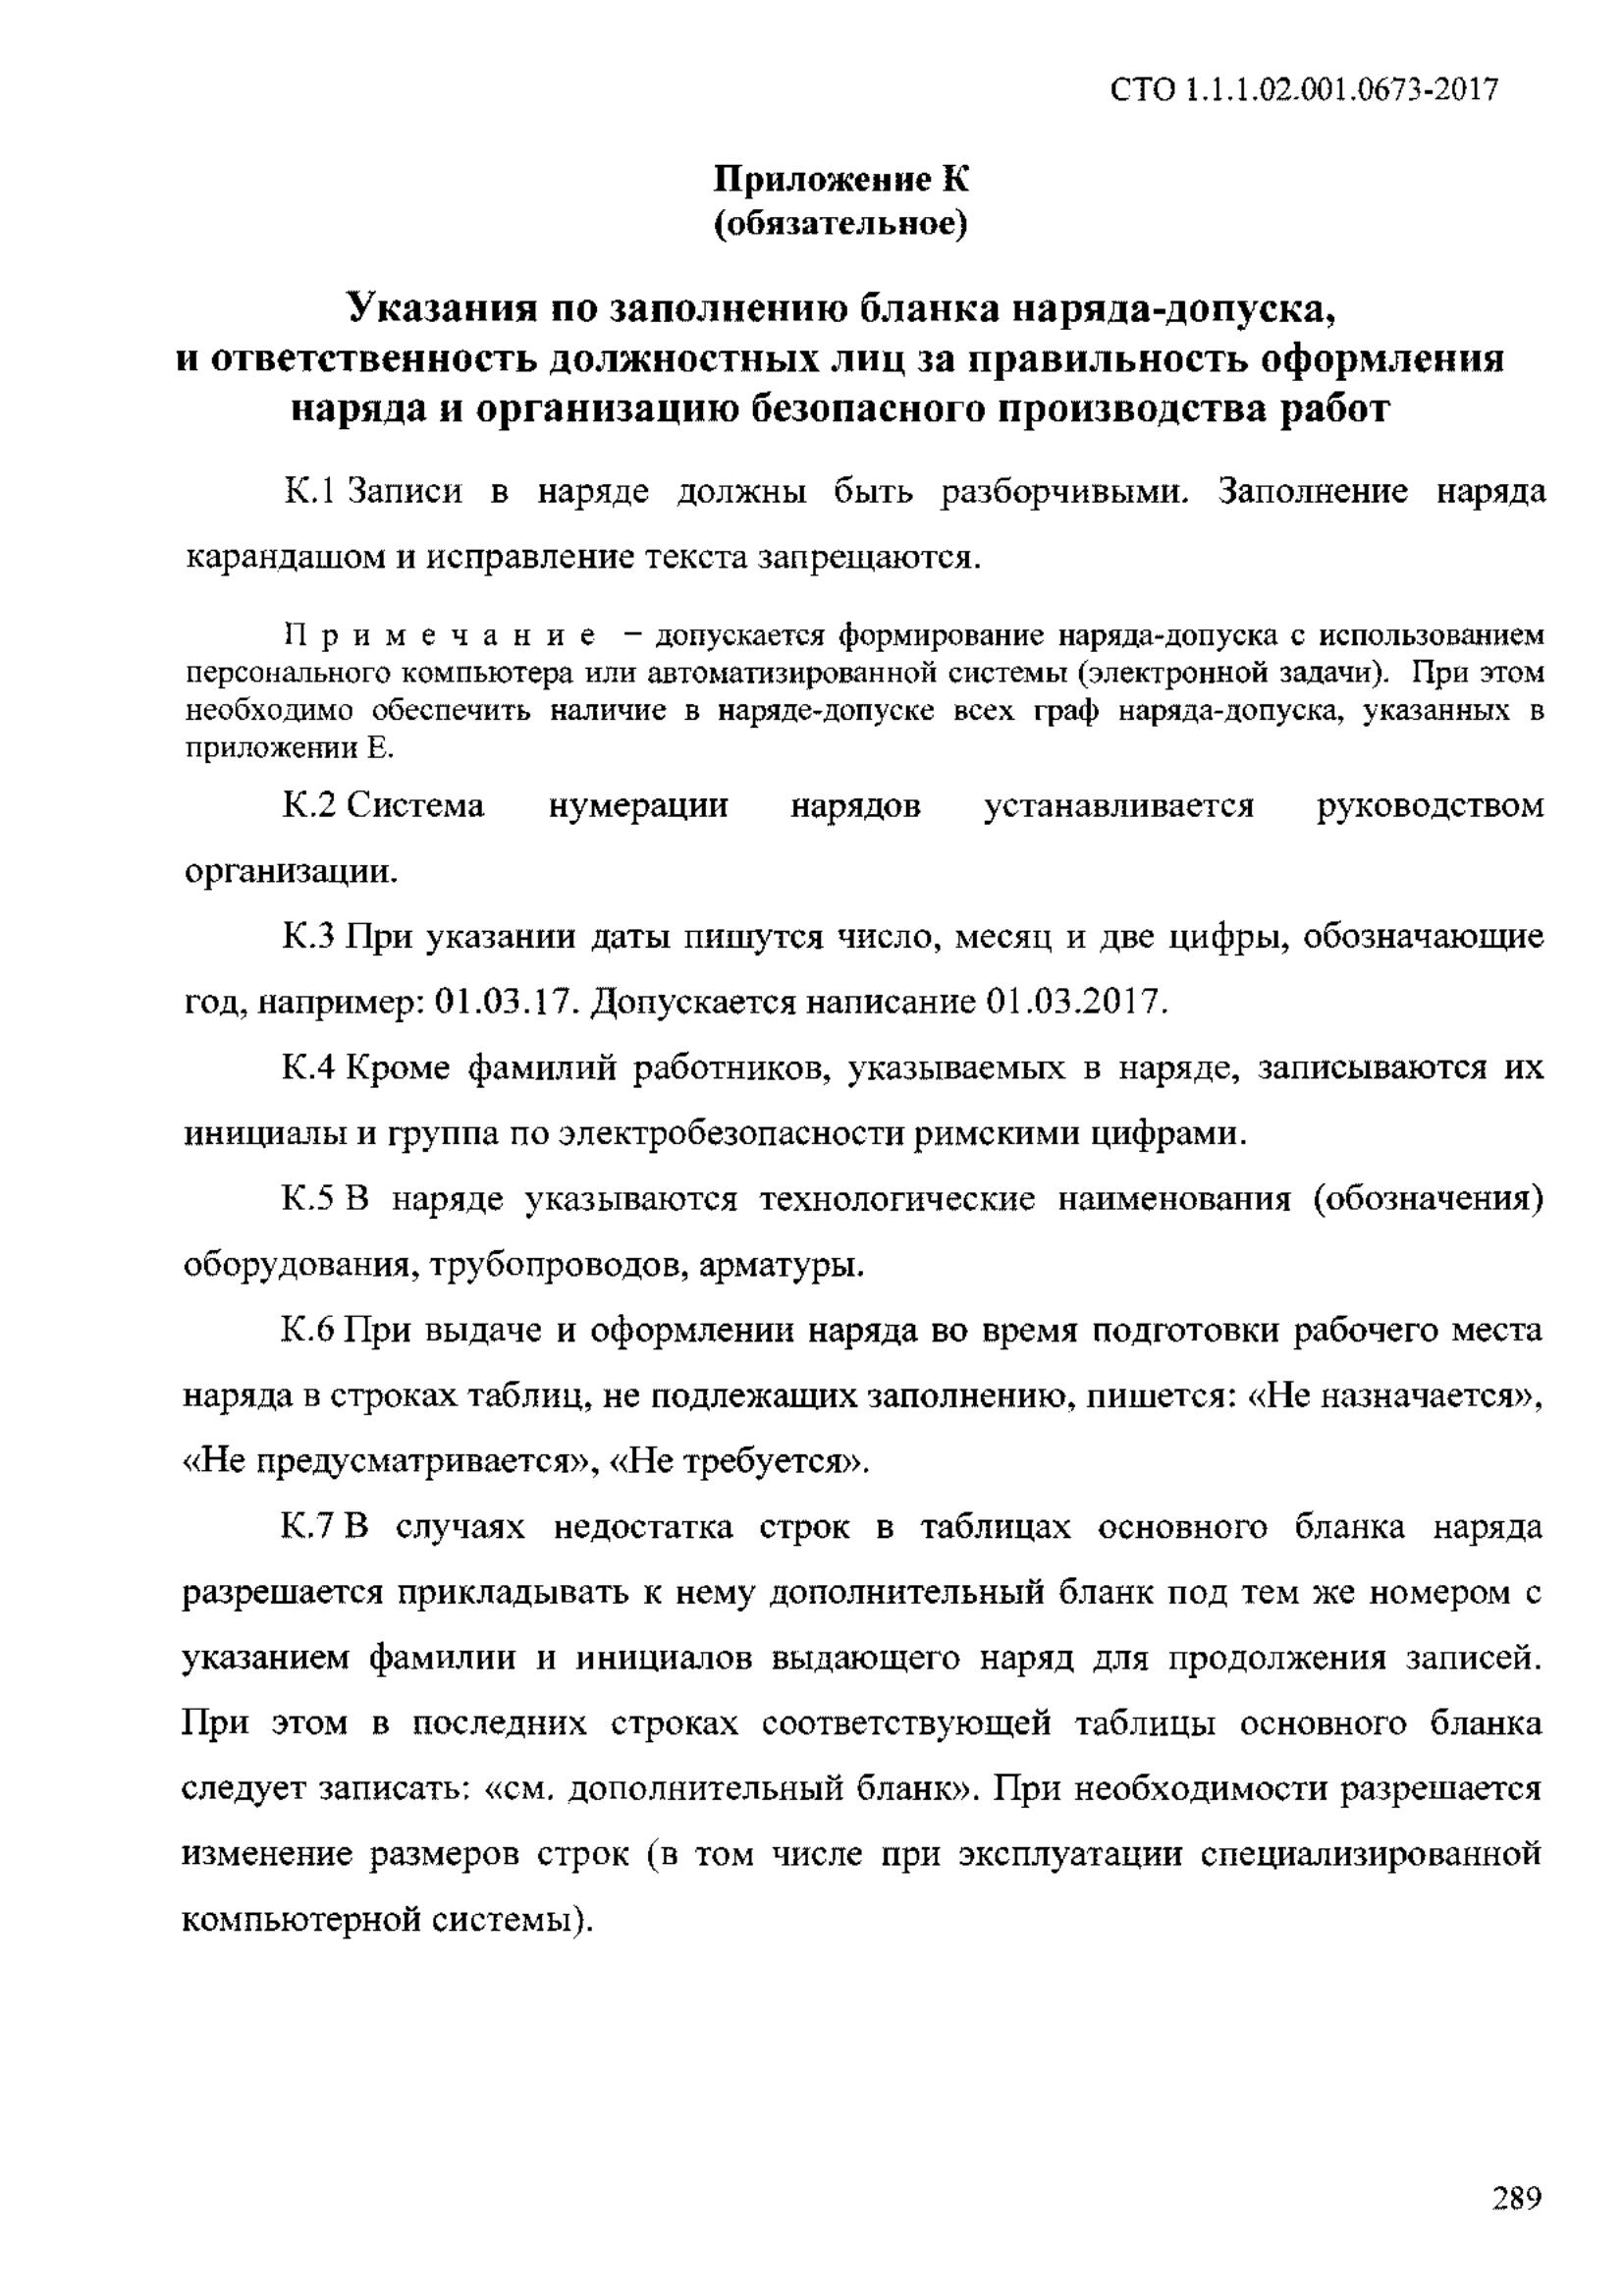 СТО 1.1.1.02.001.0673-2017
Приложение К
(обязательное)
Указания по заполнению бланка наряда-допуска,
и ответственность должностных лиц за правильность оформления
наряда и организацию безопасного производства работ
К.1 Записи в наряде должны быть разборчивыми. Заполнение наряда
карандашом и исправление текста запрещаются.
П р и м е ч а н и е – допускается формирование наряда-допуска с использованием
персонального компьютера или автоматизированной системы (электронной задачи). При этом
необходимо обеспечить наличие в наряде-допуске всех граф наряда-допуска, указанных в
приложении Е.
К.2 Система нумерации нарядов устанавливается руководством
организации.
К.3 При указании даты пишутся число, месяц и две цифры, обозначающие
год, например: 01.03.17. Допускается написание 01.03.2017.
К.4 Кроме фамилий работников, указываемых в наряде, записываются их
инициалы и группа по электробезопасности римскими цифрами.
К.5 В наряде указываются технологические наименования (обозначения)
оборудования, трубопроводов, арматуры.
К.6 При выдаче и оформлении наряда во время подготовки рабочего места
наряда в строках таблиц, не подлежащих заполнению, пишется: «Не назначается»,
«Не предусматривается», «Не требуется».
К.7 В случаях недостатка строк в таблицах основного бланка наряда
разрешается прикладывать к нему дополнительный бланк под тем же номером с
указанием фамилии и инициалов выдающего наряд для продолжения записей.
При этом в последних строках соответствующей таблицы основного бланка
следует записать: «см. дополнительный бланк». При необходимости разрешается
изменение размеров строк (в том числе при эксплуатации специализированной
компьютерной системы).
289